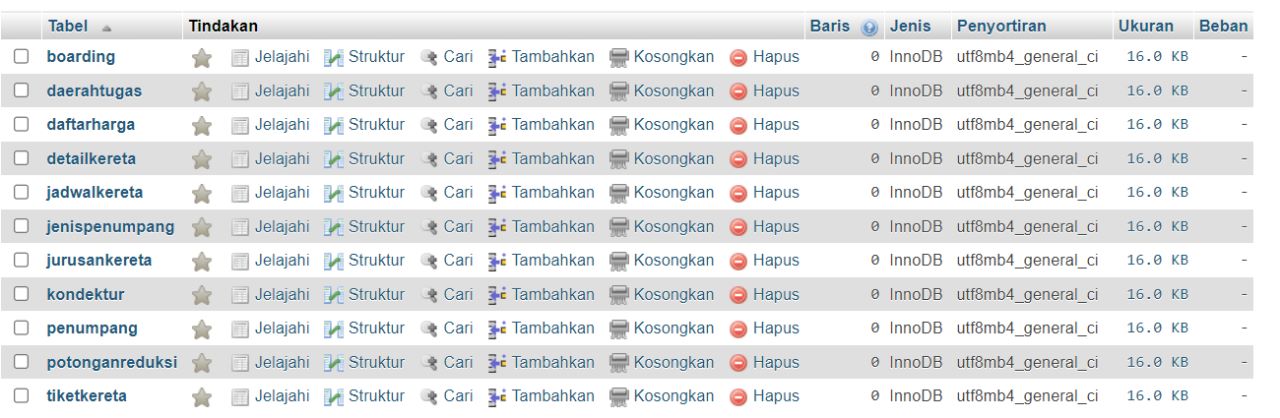 Tabel Tindakan Baris Jenis Penyortiran Ukuran Beban
boarding Jelajahi Struktur Cari Tambahkan Kosongkan Hapus 0 InnoDB utf8mb4_general_ci 16.0 KB -
daerahtugas Jelajahi Struktur Cari Tambahkan Kosongkan Hapus 0 InnoDB utf8mb4_general_ci 16.0 KB -
daftarharga Jelajahi Struktur Cari Tambahkan Kosongkan Hapus 0 InnoDB utf8mb4_general_ci 16.0 KB -
detailkereta Jelajahi Struktur Cari Tambahkan Kosongkan Hapus 0 InnoDB utf8mb4_general_ci 16.0 KB -
jadwalkereta Jelajahi Struktur Cari Tambahkan Kosongkan Hapus 0 InnoDB utf8mb4_general_ci 16.0 KB -
jenispenumpang Jelajahi Struktur Cari Tambahkan Kosongkan Hapus 0 InnoDB utf8mb4_general_ci 16.0 KB -
jurusankereta Jelajahi Struktur Cari Tambahkan Kosongkan Hapus 0 InnoDB utf8mb4_general_ci 16.0 KB -
kondektur Jelajahi Struktur Cari Tambahkan Kosongkan Hapus 0 InnoDB utf8mb4_general_ci 16.0 KB -
penumpang Jelajahi Struktur Cari Tambahkan Kosongkan Hapus 0 InnoDB utf8mb4_general_ci 16.0 KB -
potonganreduksi Jelajahi Struktur Cari Tambahkan Kosongkan Hapus 0 InnoDB utf8mb4_general_ci 16.0 KB -
tiketkereta Jelajahi Struktur Cari Tambahkan Kosongkan Hapus 0 InnoDB utf8mb4_general_ci 16.0 KB -